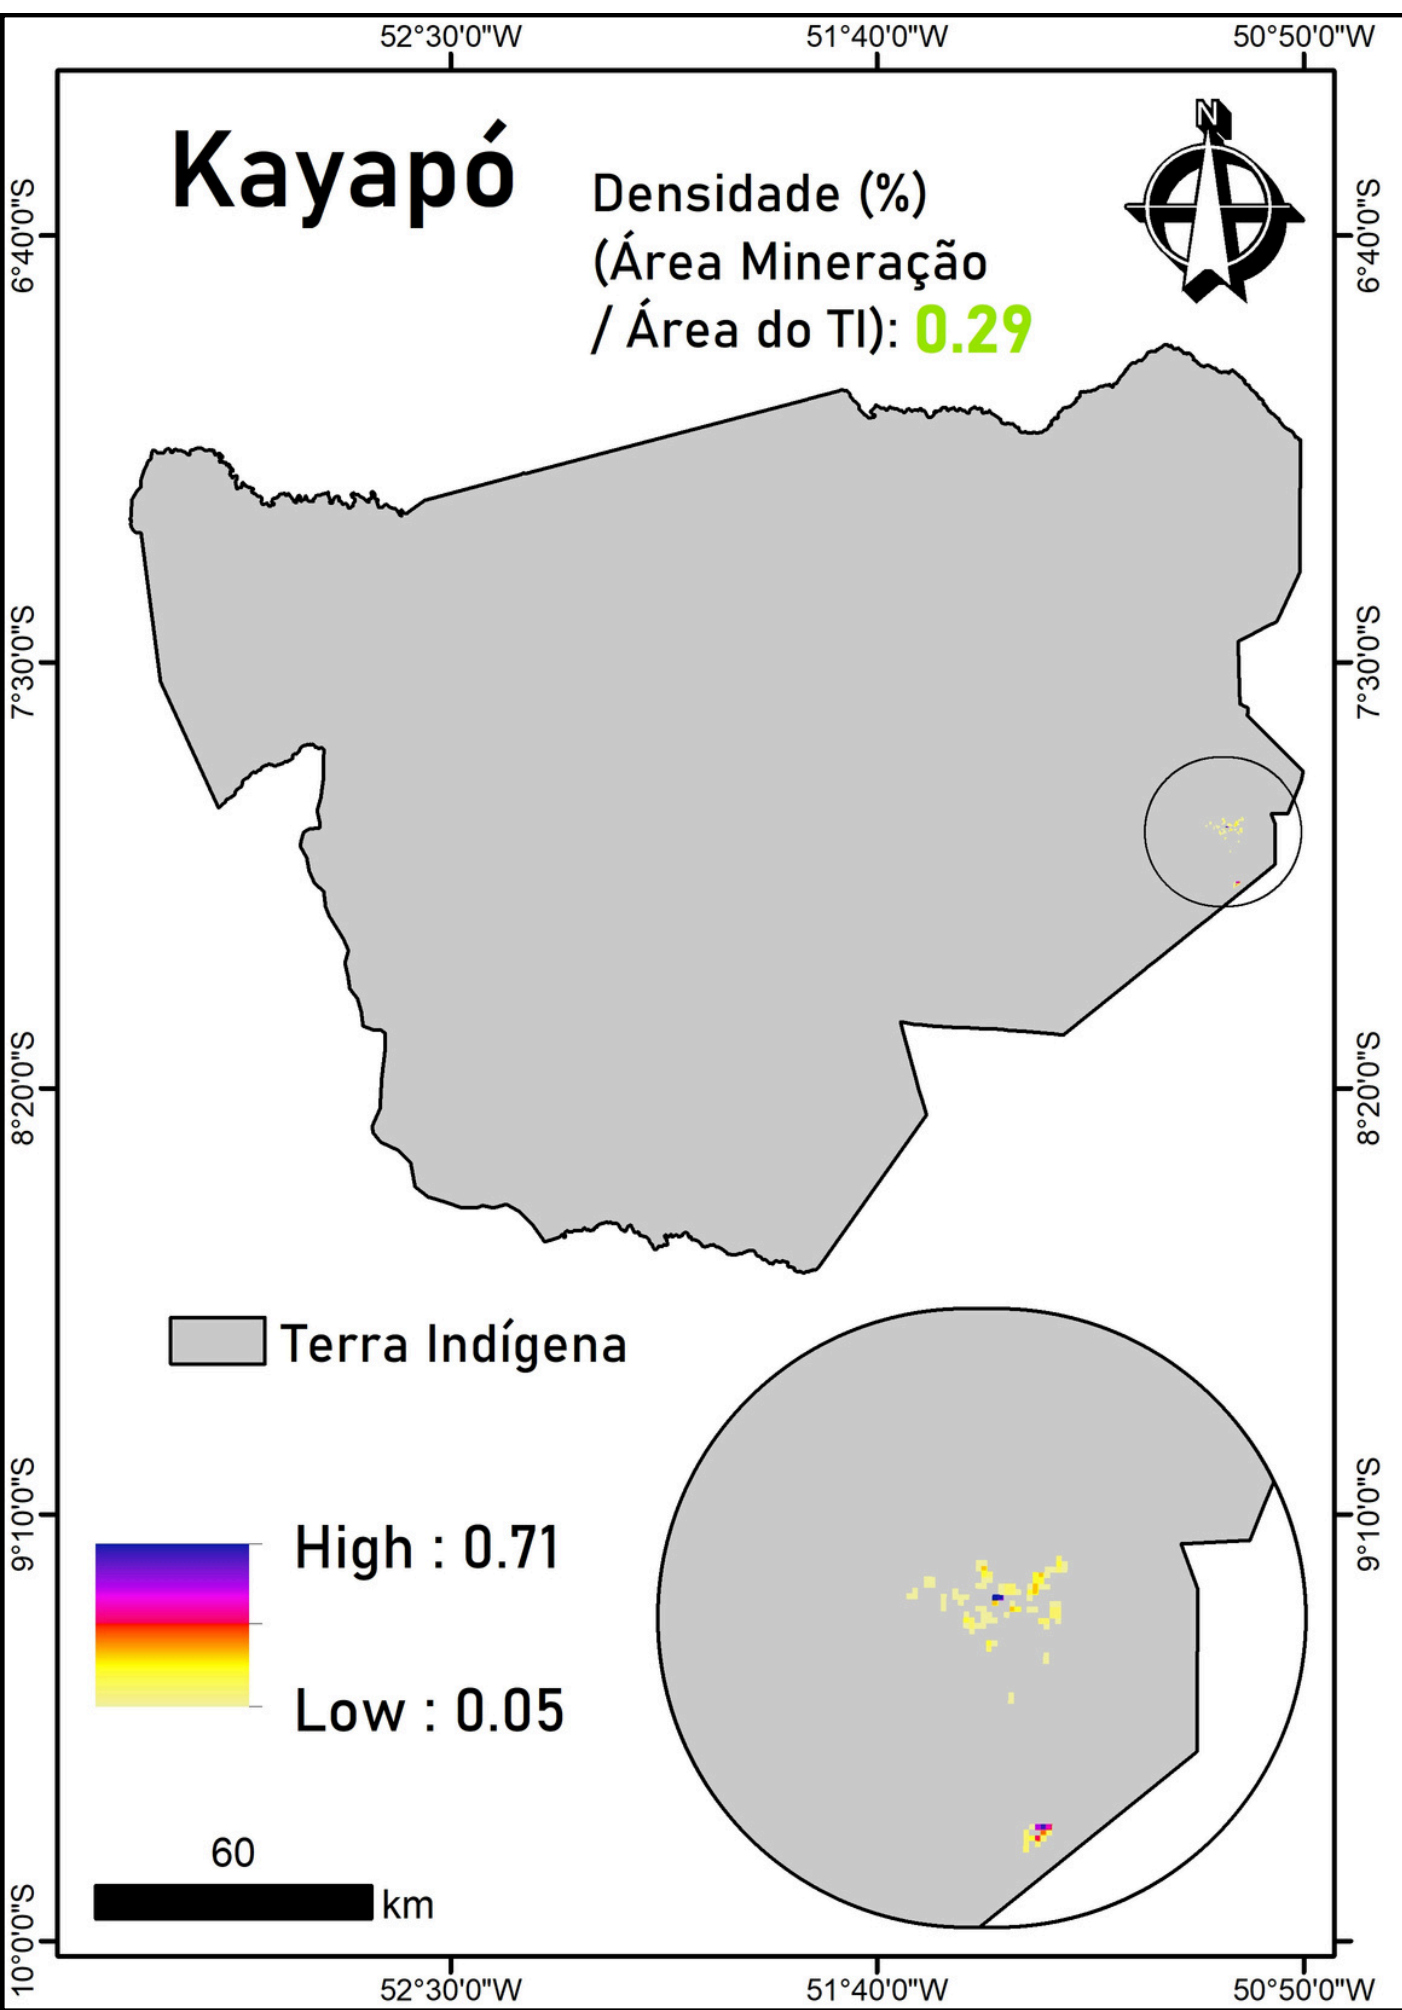 52°30'0"W 51°40'0"W 50°50'0"W
N
Kayapó
Densidade (%)
(Área Mineração
/ Área do TI): 0.29
6°40'0"S 6°40'0"S
7°30'0"S 7°30'0"S
8°20'0"S 8°20'0"S
Terra Indígena
9°10'0"S 9°10'0"S
High : 0.71
Low : 0.05
60
km
10°0'0"S
52°30'0"W 51°40'0"W 50°50'0"W